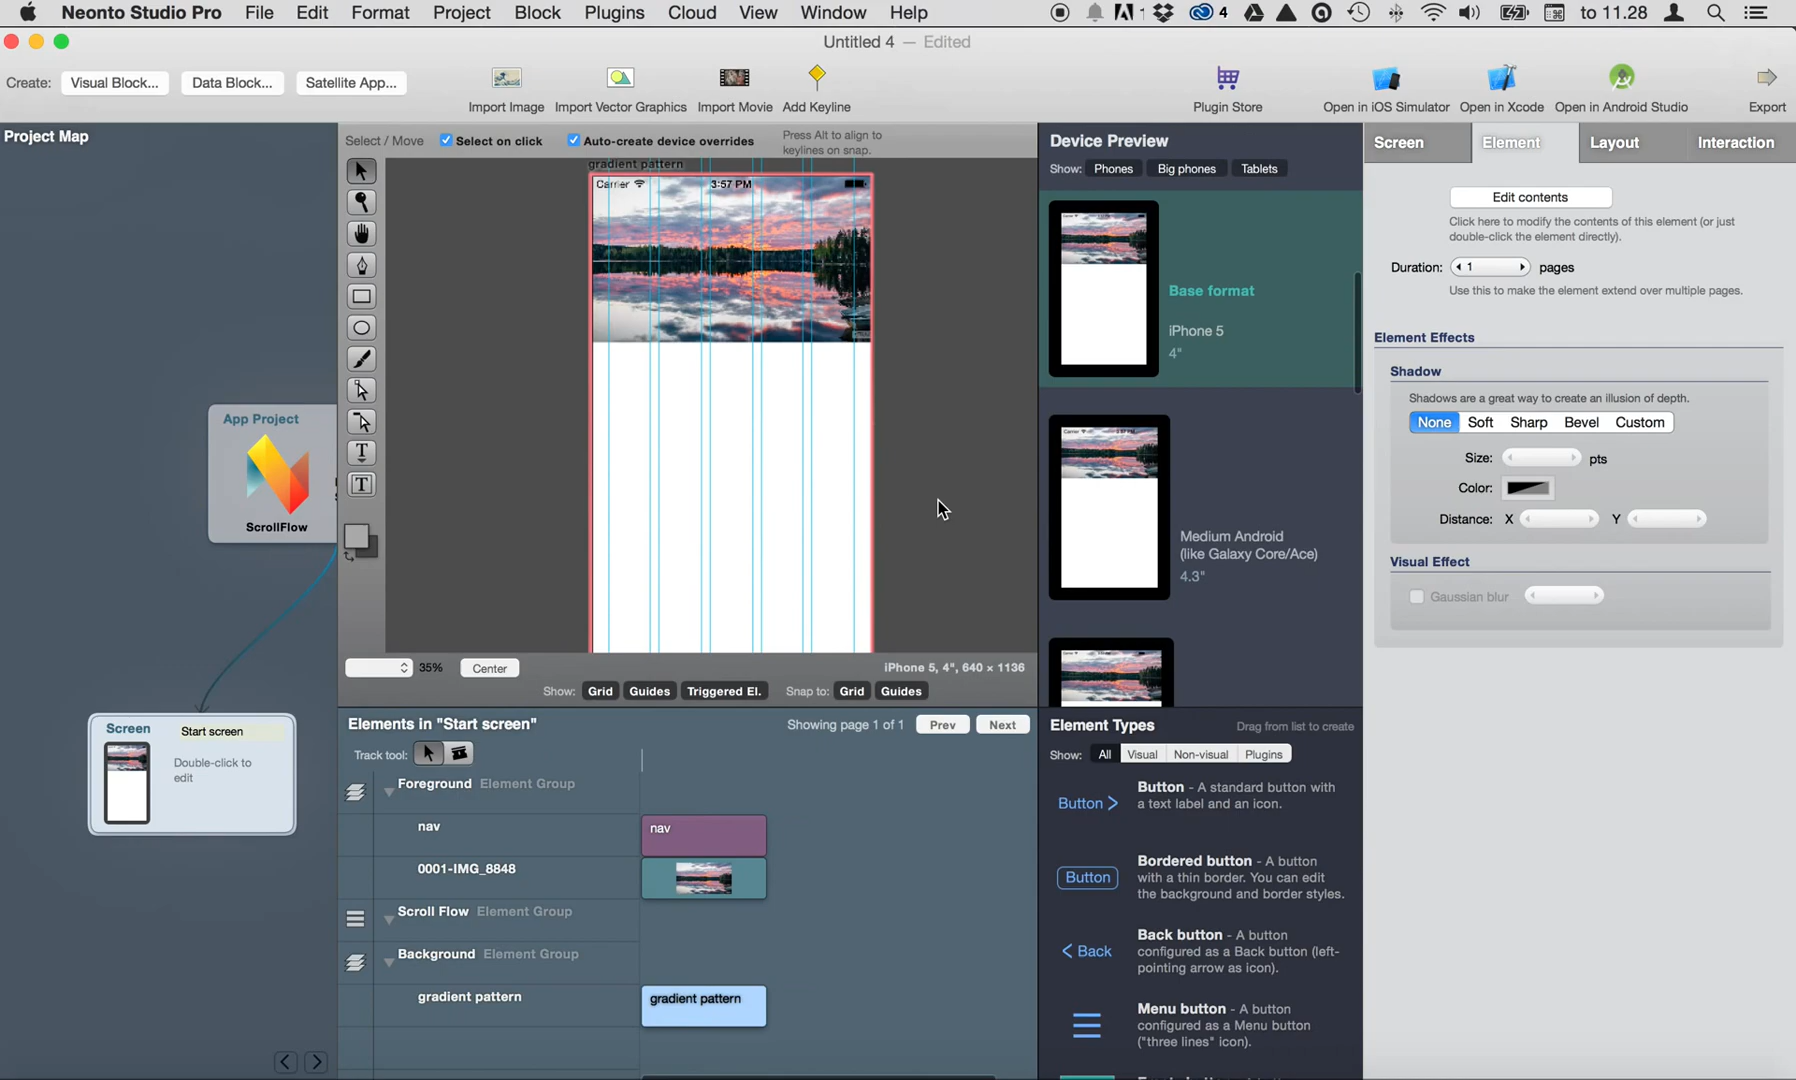 Neonto Studio Pro File Edit Format Project Block Plugins Cloud View Window Help 4 to 11.28
Untitled 4 — Edited
Create: Visual Block... Data Block... Satellite App...
Import Image Import Vector Graphics Import Movie Add Keyline
Plugin Store Open in iOS Simulator Open in Xcode Open in Android Studio Export
Project Map
App Project
ScrollFlow
Screen Start screen
Double-click to
edit
Select / Move Select on click Auto-create device overrides
Press Alt to align to
keylines on snap.
gradient pattern
Carrier 3:57 PM
35% Center iPhone 5, 4", 640 × 1136
Show: Grid Guides Triggered El. Snap to: Grid Guides
Elements in "Start screen" Showing page 1 of 1 Prev Next
Track tool:
Foreground Element Group
nav nav
0001-IMG_8848
Scroll Flow Element Group
Background Element Group
gradient pattern gradient pattern
Device Preview
Show: Phones Big phones Tablets
Base format
iPhone 5
4"
Medium Android
(like Galaxy Core/Ace)
4.3"
Element Types Drag from list to create
Show: All Visual Non-visual Plugins
Button
Button - A standard button with
a text label and an icon.
Button
Bordered button - A button
with a thin border. You can edit
the background and border styles.
Back
Back button - A button
configured as a Back button (left-
pointing arrow as icon).
Menu button - A button
configured as a Menu button
("three lines" icon).
Screen Element Layout Interaction
Edit contents
Click here to modify the contents of this element (or just
double-click the element directly).
Duration: 1 pages
Use this to make the element extend over multiple pages.
Element Effects
Shadow
Shadows are a great way to create an illusion of depth.
None Soft Sharp Bevel Custom
Size: pts
Color:
Distance: X Y
Visual Effect
Gaussian blur